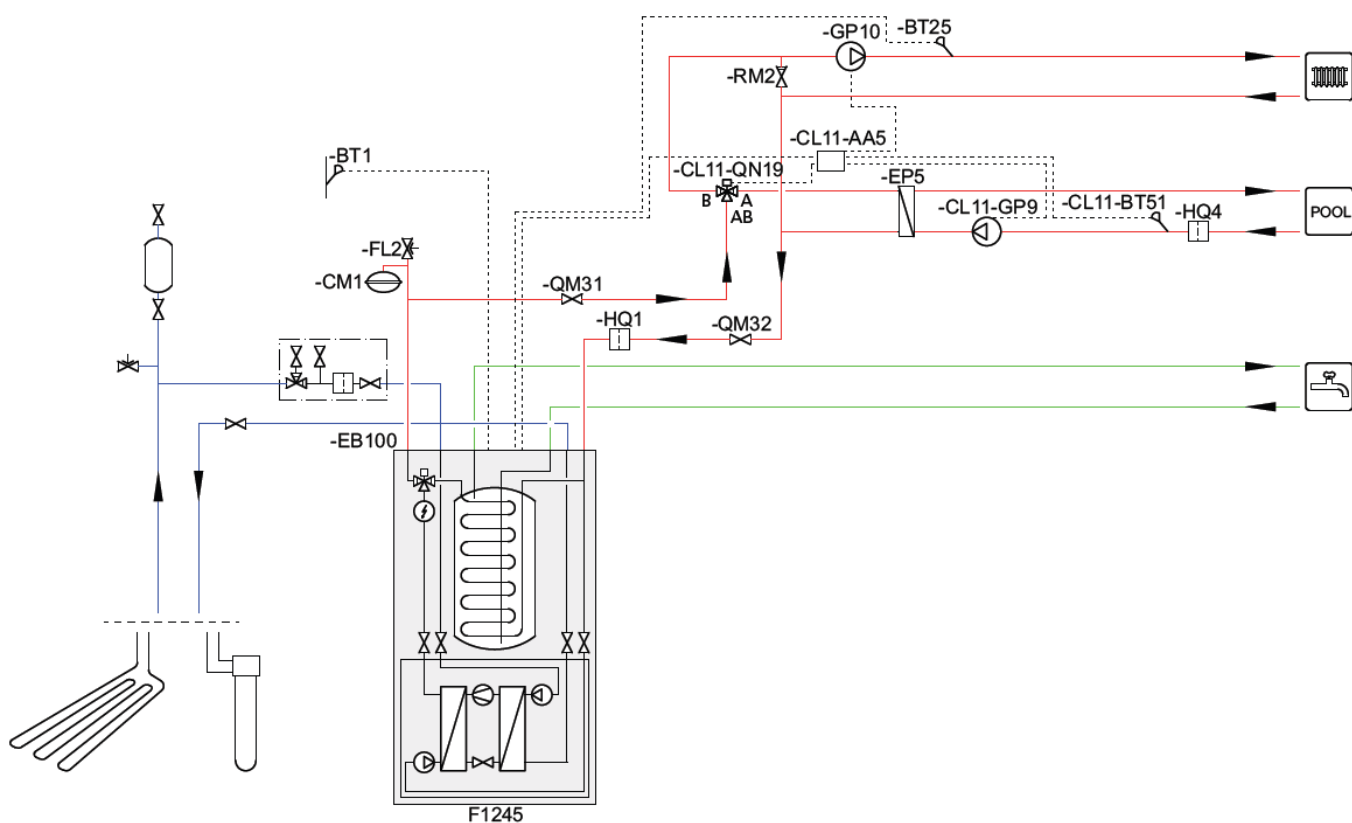 -GP10
-BT25
-RM2
-CL11-AA5
-BT1
-CL11-QN19
-EP5
B
A
AB
-CL11-GP9
-CL11-BT51
-HQ4
POOL
-FL2
-CM1
-QM31
-HQ1
-QM32
-EB100
F1245